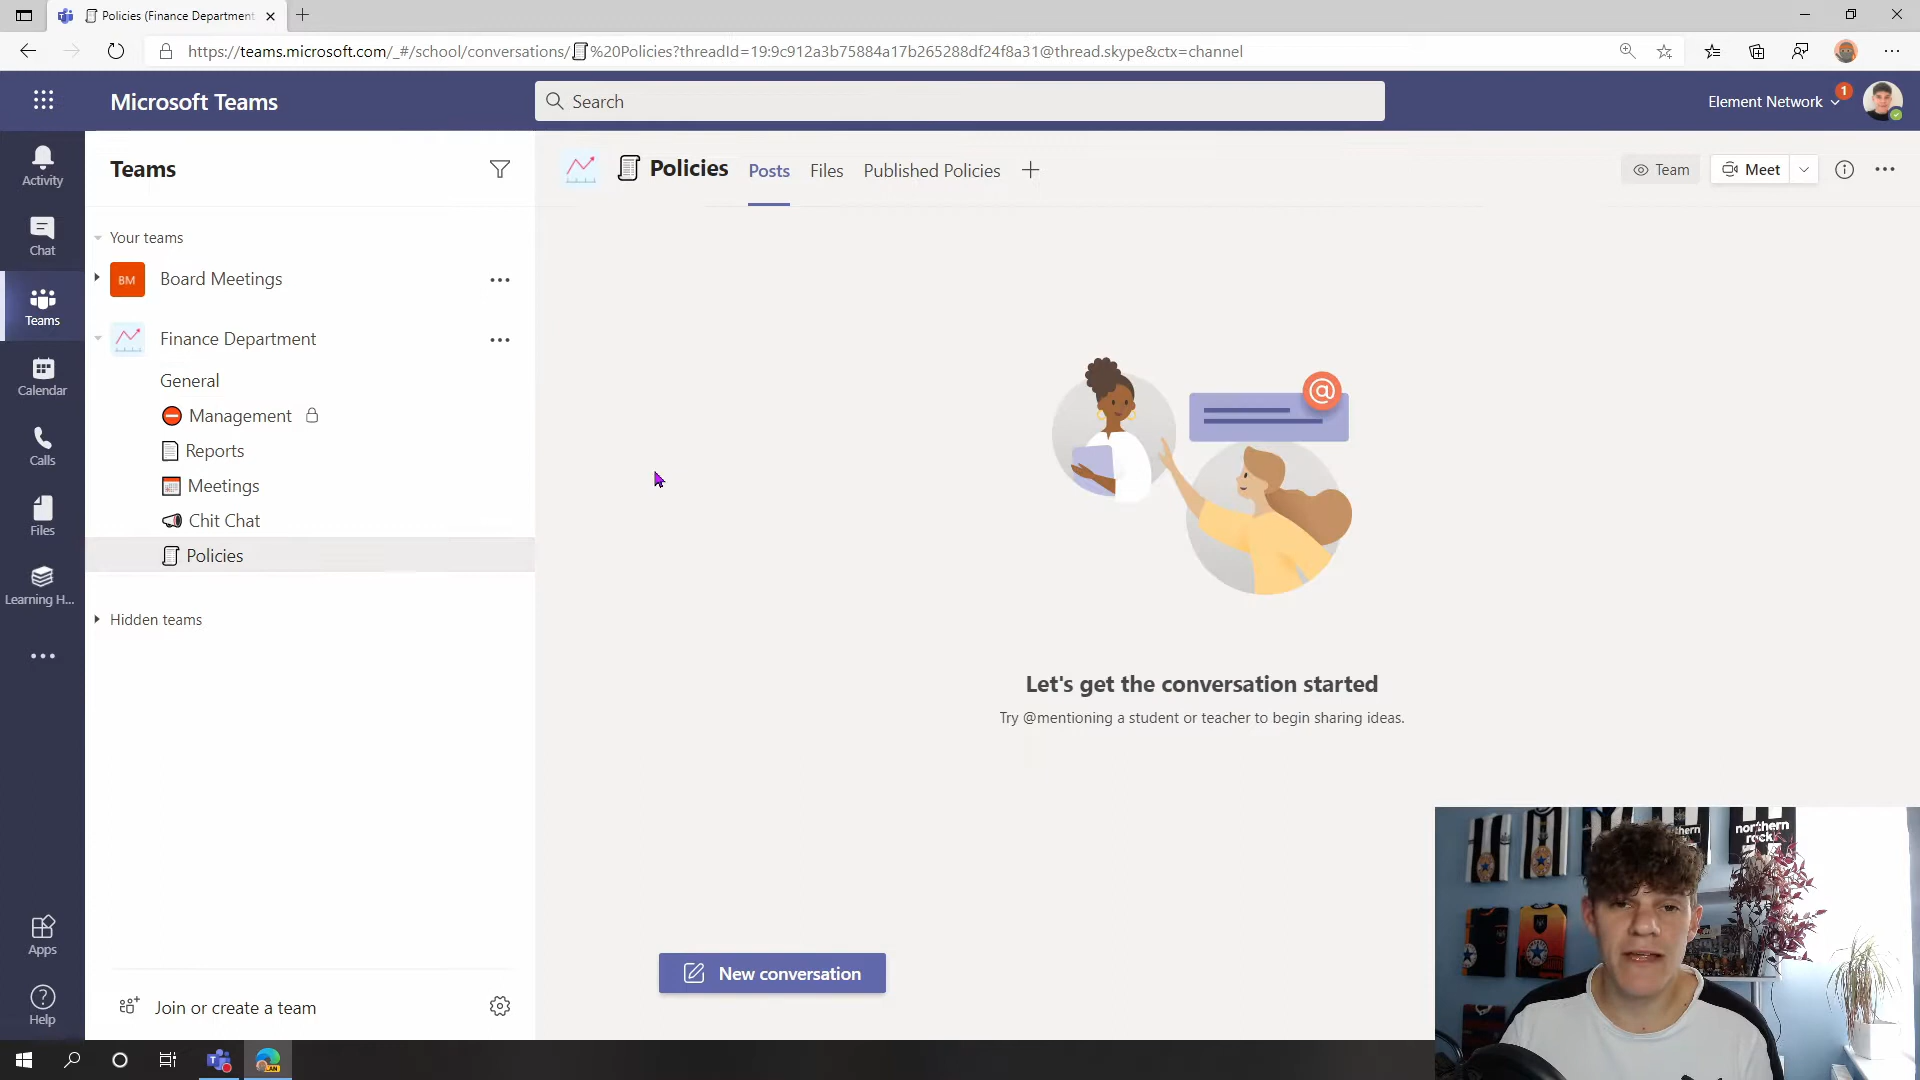 Policies (Finance Department
https://teams.microsoft.com/_#/school/conversations/📜%20Policies?threadId=19:9c912a3b75884a17b265288df24f8a31@thread.skype&ctx=channel
Microsoft Teams
Search
Element Network
1
Activity
Chat
Teams
Calendar
Calls
Files
Learning H...
Apps
Help
Teams
Your teams
BM
Board Meetings
Finance Department
General
Management
Reports
Meetings
Chit Chat
Policies
Hidden teams
Join or create a team
Policies
Posts
Files
Published Policies
Team
Meet
Let's get the conversation started
Try @mentioning a student or teacher to begin sharing ideas.
New conversation
northern
rock